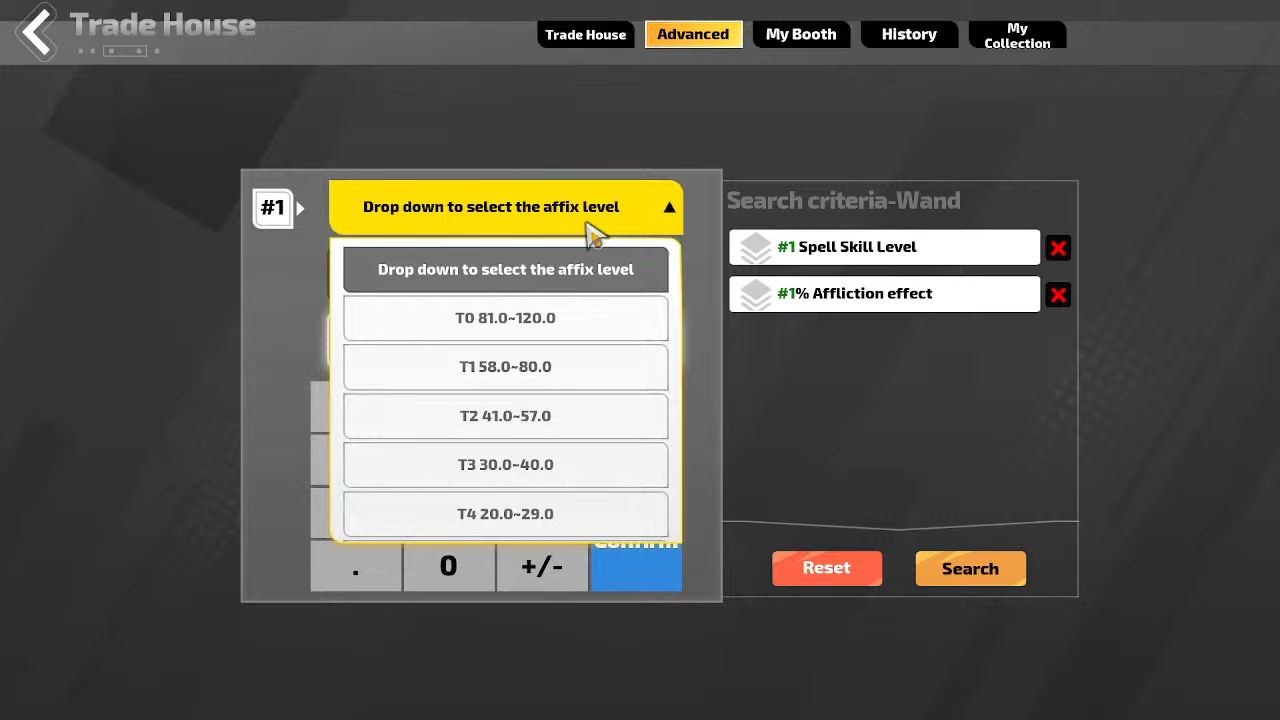 Trade House
Trade House
Advanced
My Booth
History
My
Collection
#1
Drop down to select the affix level
Drop down to select the affix level
T0 81.0~120.0
T1 58.0~80.0
T2 41.0~57.0
T3 30.0~40.0
T4 20.0~29.0
Confirm
.
0
+/-
Search criteria-Wand
#1 Spell Skill Level
#1% Affliction effect
Reset
Search